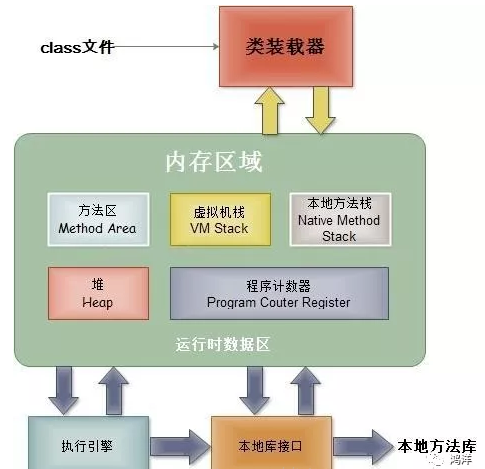 class文件
类装载器
内存区域
方法区
Method Area
虚拟机栈
VM Stack
本地方法栈
Native Method
Stack
堆
Heap
程序计数器
Program Couter Register
运行时数据区
执行引擎
本地库接口
本地方法库
鸿洋